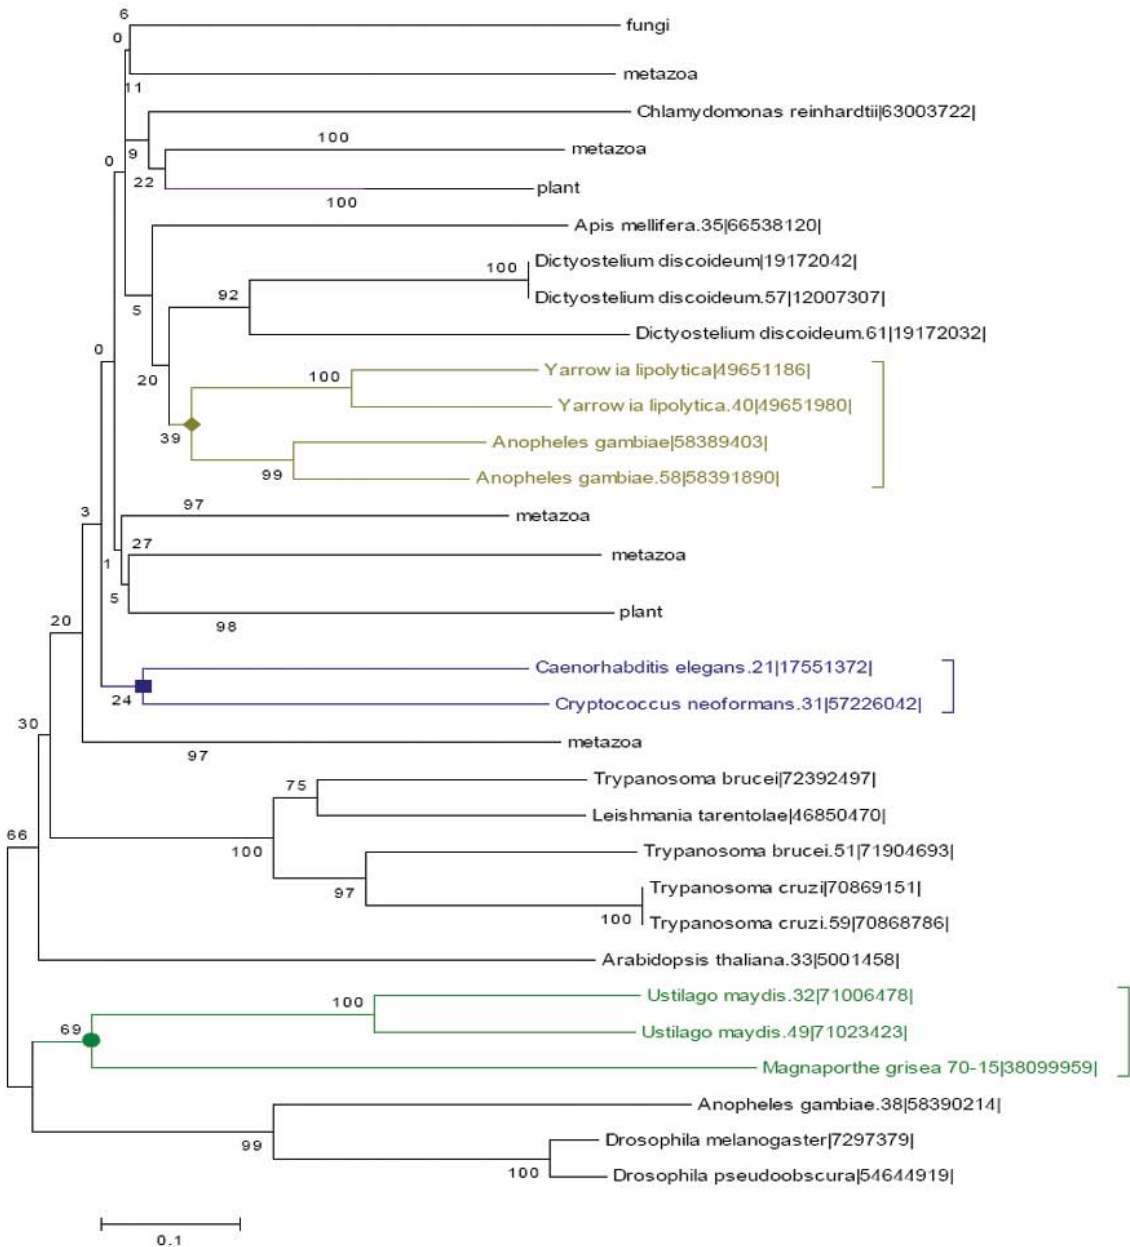 6
fungi
0
metazoa
11
Chlamydomonas reinhardtii|63003722|
100
metazoa
9
0
22
plant
100
Apis mellifera.35|66538120|
Dictyostelium discoideum|19172042|
100
92
Dictyostelium discoideum.57|12007307|
5
Dictyostelium discoideum.61|19172032|
0
Yarrow ia lipolytica|49651186|
100
20
Yarrow ia lipolytica.40|49651980|
39
Anopheles gambiae|58389403|
99
Anopheles gambiae.58|58391890|
97
3
metazoa
27
metazoa
1
5
plant
98
20
Caenorhabditis elegans.21|17551372|
24
Cryptococcus neoformans.31|57226042|
30
metazoa
97
Trypanosoma brucei|72392497|
75
Leishmania tarentolae|46850470|
66
100
Trypanosoma brucei.51|71904693|
97
Trypanosoma cruzi|70869151|
100
Trypanosoma cruzi.59|70868786|
Arabidopsis thaliana.33|5001458|
Ustilago maydis.32|71006478|
100
69
Ustilago maydis.49|71023423|
Magnaporthe grisea 70-15|38099959|
Anopheles gambiae.38|58390214|
99
Drosophila melanogaster|7297379|
100
Drosophila pseudoobscura|54644919|
0.1